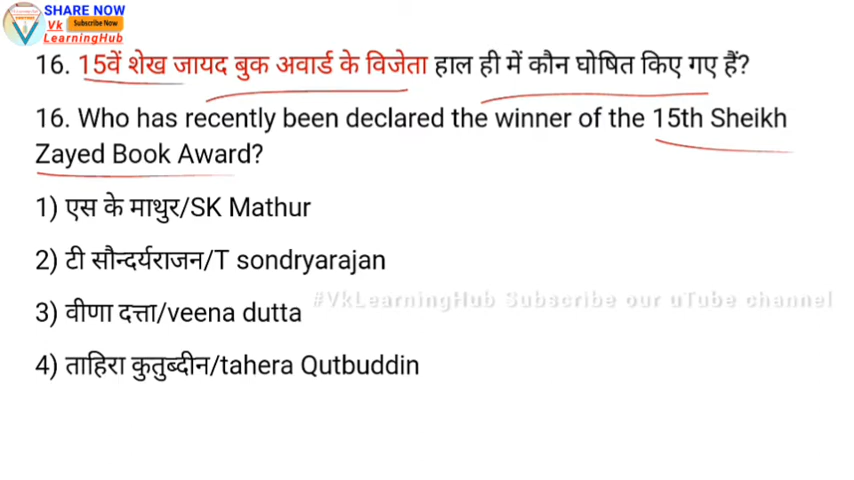 SHARE NOW
Vk Subscribe Now
LearningHub
16. 15वें शेख जायद बुक अवार्ड के विजेता हाल ही में कौन घोषित किए गए हैं?
16. Who has recently been declared the winner of the 15th Sheikh
Zayed Book Award?
1) एस के माथुर/SK Mathur
2) टी सौन्दर्यराजन/T sondryarajan
#VkLearningHub Subscribe our uTube channel
3) वीणा दत्ता/veena dutta
4) ताहिरा कुतुब्दीन/tahera Qutbuddin